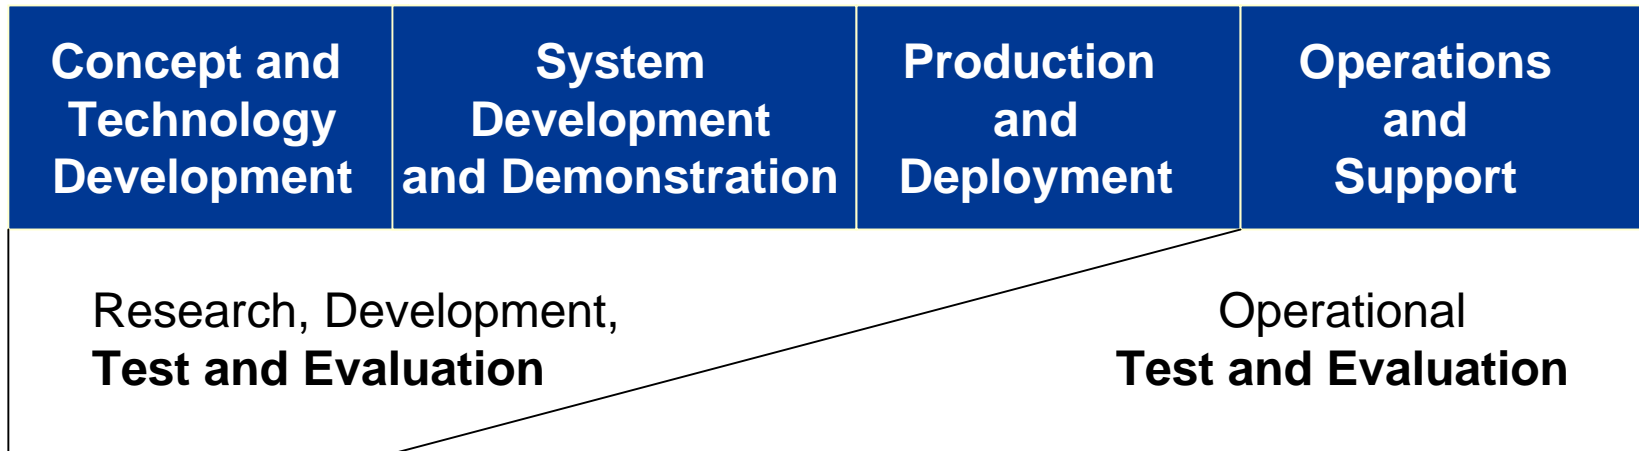 Concept and
Technology
Development
System
Development
and Demonstration
Production
and
Deployment
Operations
and
Support
Research, Development,
Test and Evaluation
Operational
Test and Evaluation